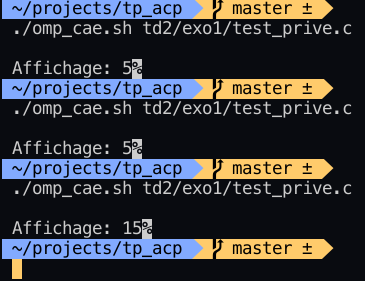 ~/projects/tp_acp master ±
./omp_cae.sh td2/exo1/test_prive.c
Affichage: 5%
~/projects/tp_acp master ±
./omp_cae.sh td2/exo1/test_prive.c
Affichage: 5%
~/projects/tp_acp master ±
./omp_cae.sh td2/exo1/test_prive.c
Affichage: 15%
~/projects/tp_acp master ±